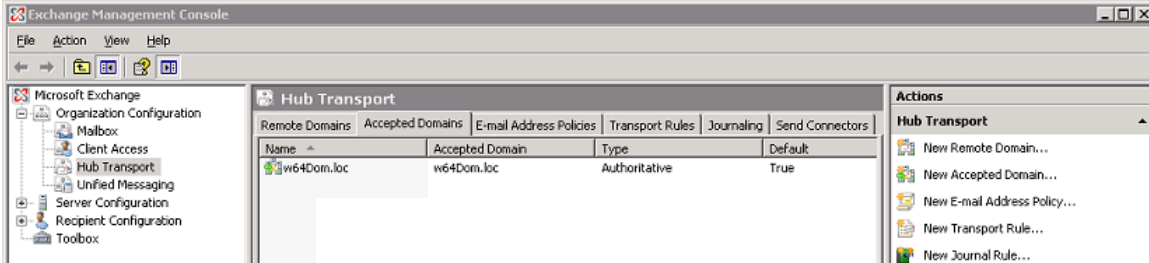 Exchange Management Console
File Action View Help
Microsoft Exchange
Organization Configuration
Mailbox
Client Access
Hub Transport
Unified Messaging
Server Configuration
Recipient Configuration
Toolbox
Hub Transport
Remote Domains Accepted Domains E-mail Address Policies Transport Rules Journaling Send Connectors
Name Accepted Domain Type Default
w64Dom.loc w64Dom.loc Authoritative True
Actions
Hub Transport
New Remote Domain...
New Accepted Domain...
New E-mail Address Policy...
New Transport Rule...
New Journal Rule...